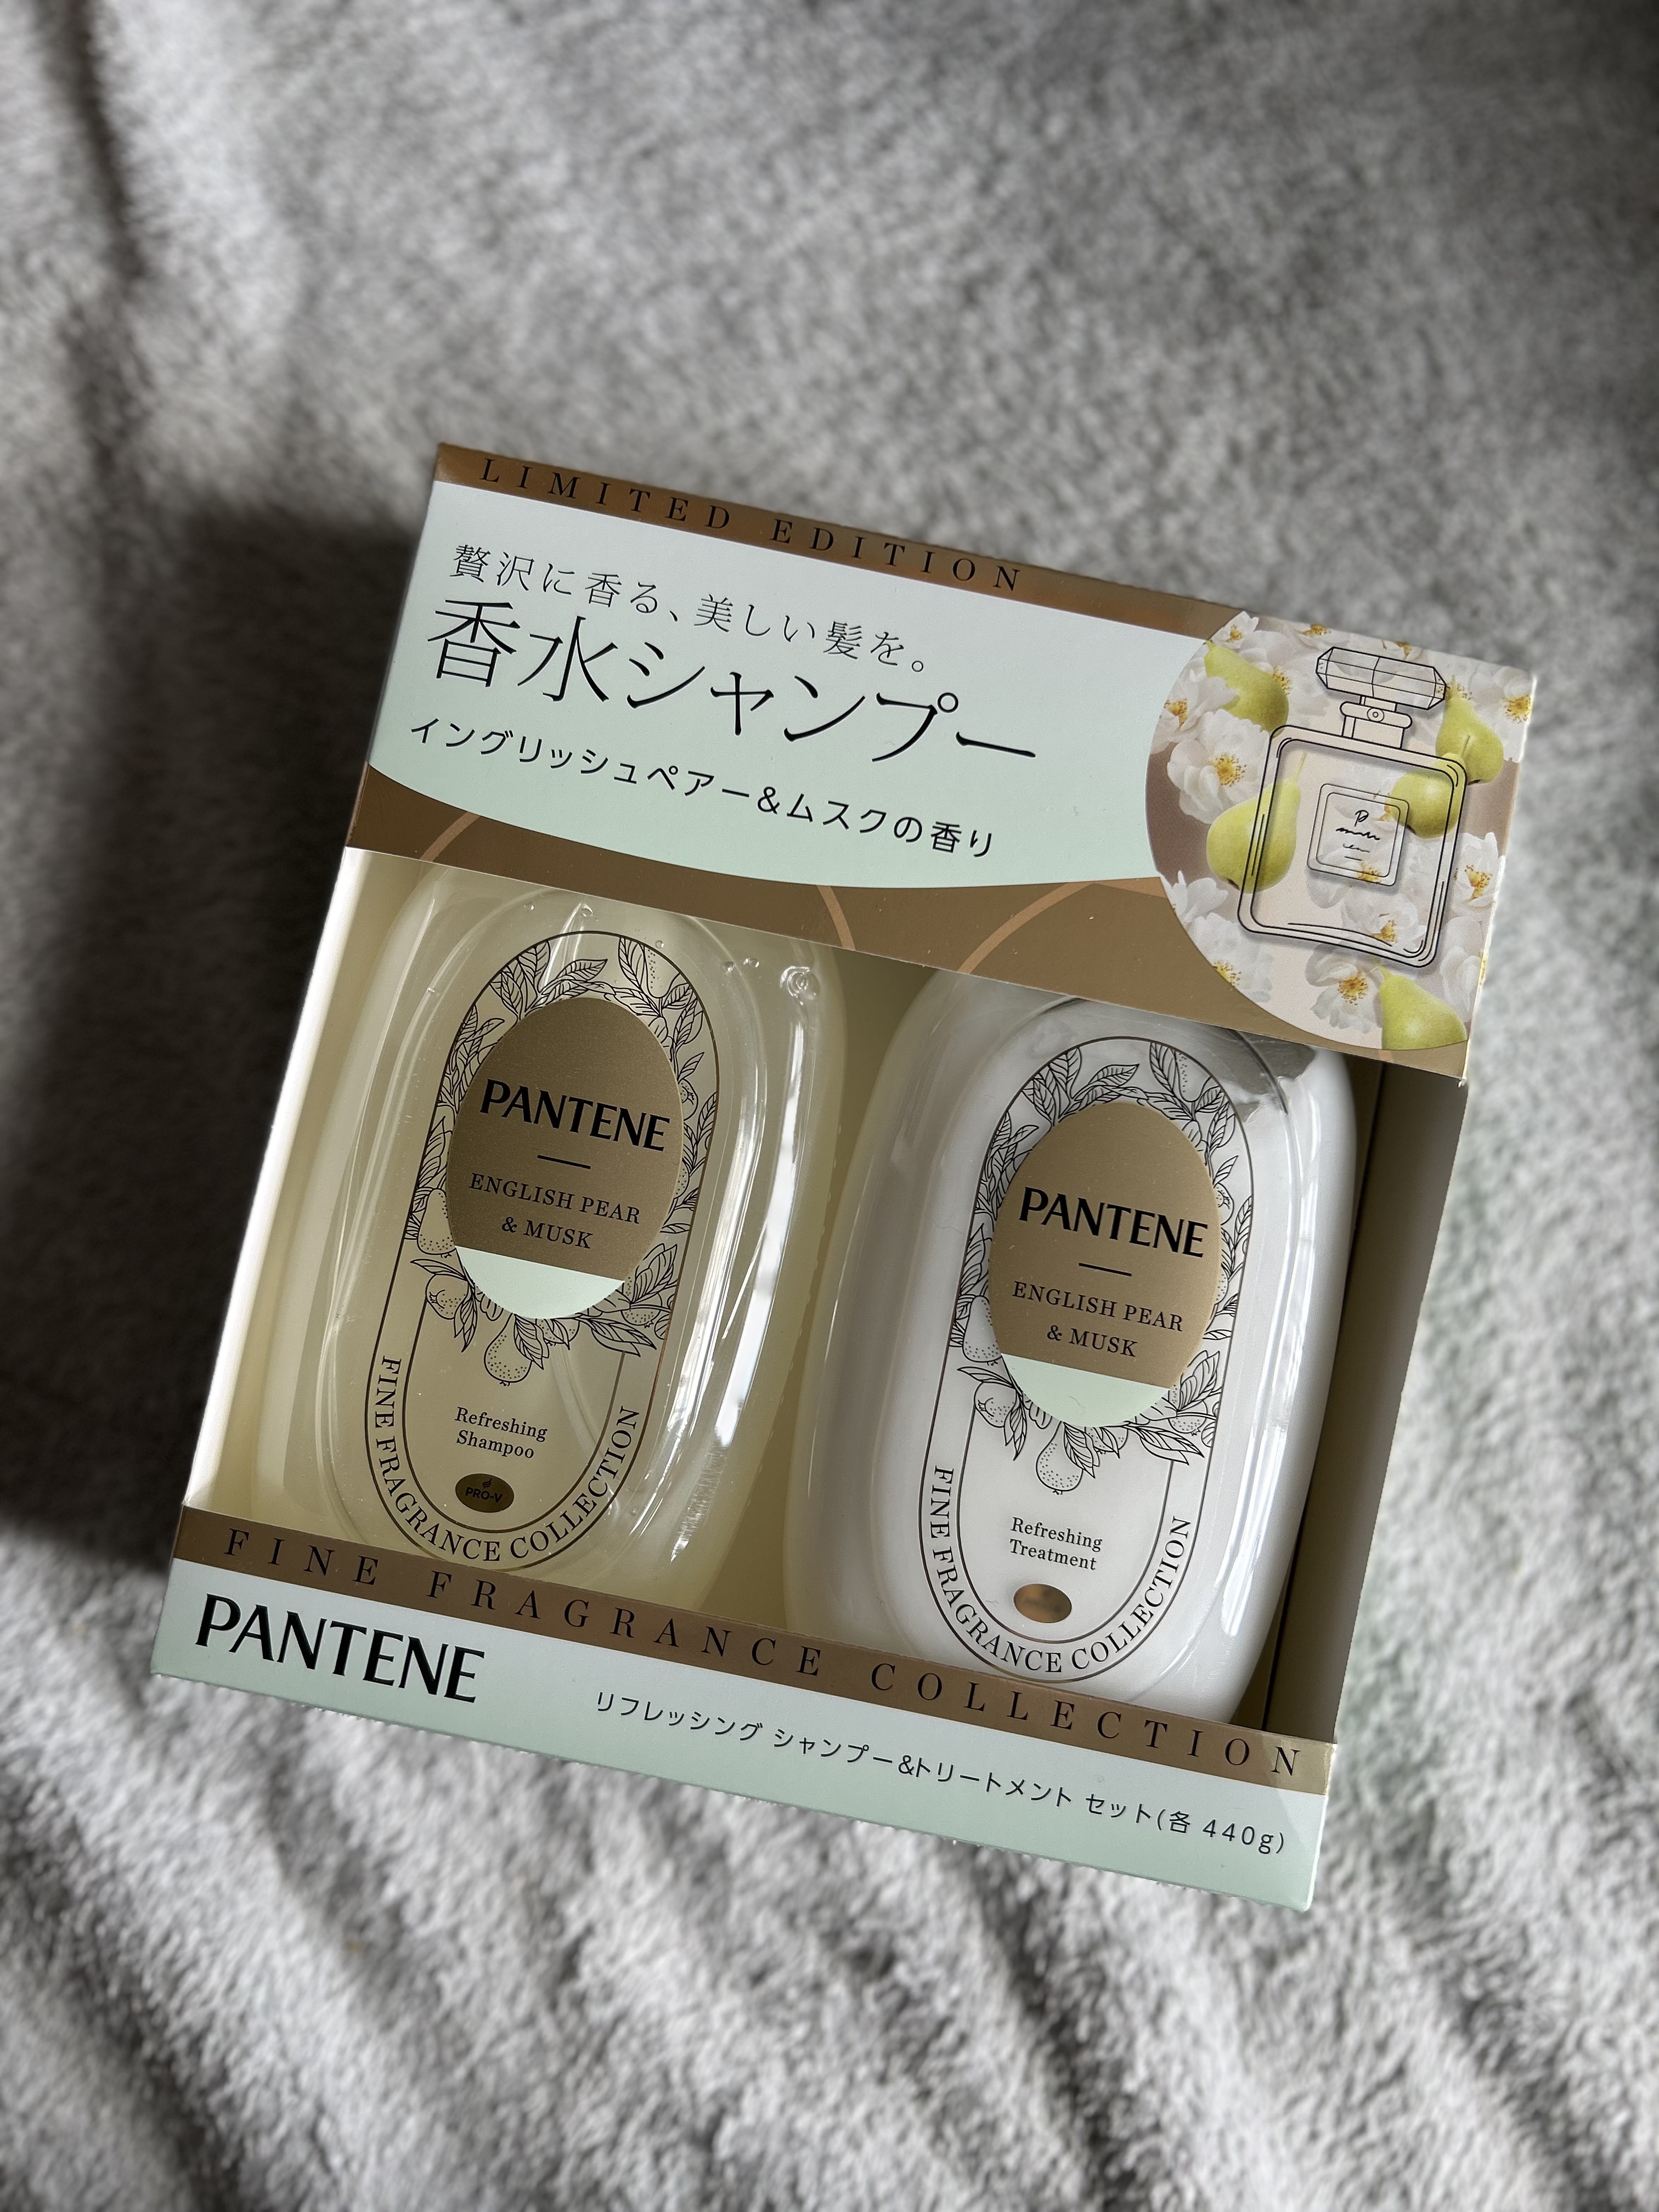 LIMITED EDITION
贅沢に香る、美しい髪を。
香水シャンプー
イングリッシュペアー&ムスクの香り
PANTENE
ENGLISH PEAR
& MUSK
Refreshing
Shampoo
PRO-V
FINE FRAGRANCE COLLECTION
PANTENE
ENGLISH PEAR
& MUSK
Refreshing
Treatment
FINE FRAGRANCE COLLECTION
FINE FRAGRANCE COLLECTION
PANTENE
リフレッシング シャンプー&トリートメント セット(各 440g)